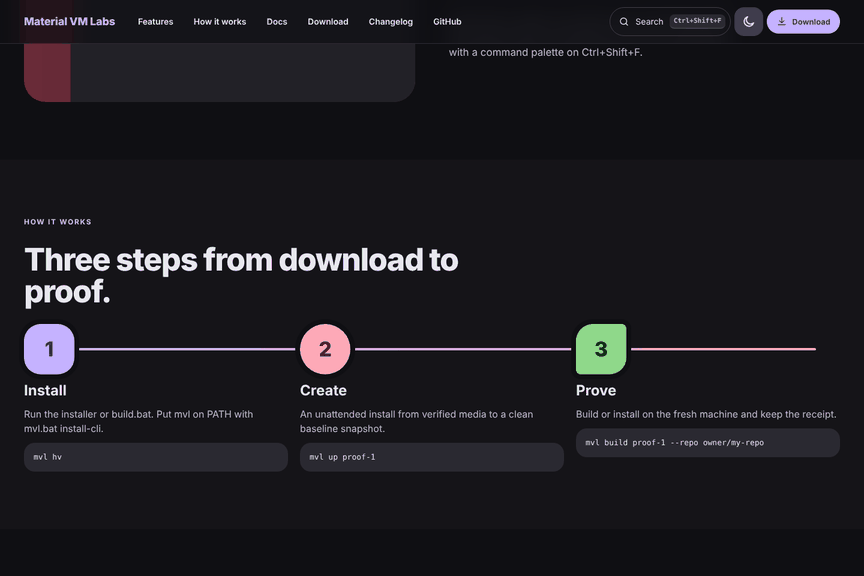 Material VM Labs
Features
How it works
Docs
Download
Changelog
GitHub
Search
Ctrl+Shift+F
Download
with a command palette on Ctrl+Shift+F.
HOW IT WORKS
Three steps from download to
proof.
1
2
3
Install
Run the installer or build.bat. Put mvl on PATH with
mvl.bat install-cli.
mvl hv
Create
An unattended install from verified media to a clean
baseline snapshot.
mvl up proof-1
Prove
Build or install on the fresh machine and keep the receipt.
mvl build proof-1 --repo owner/my-repo